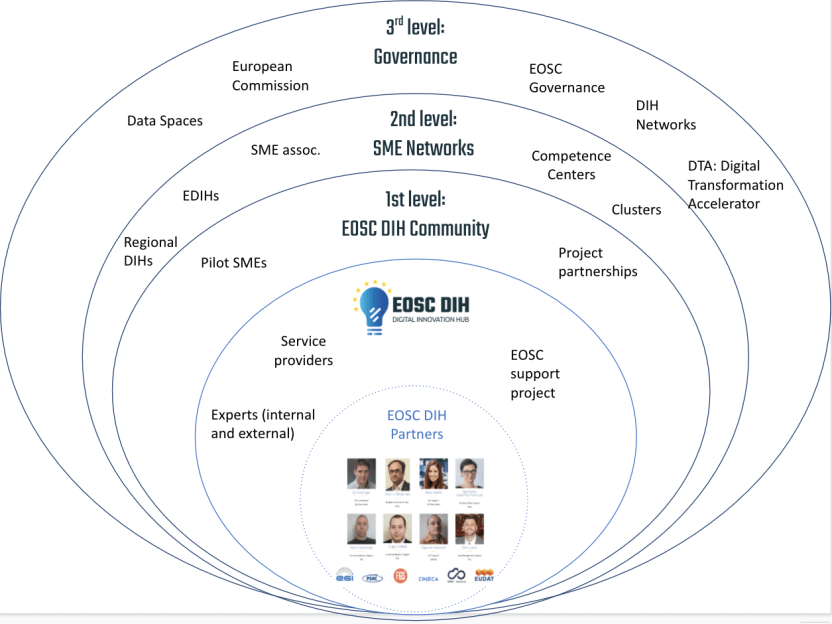 3rd level:
Governance
European
Commission
EOSC
Governance
DIH
Networks
Data Spaces
2nd level:
SME Networks
SME assoc.
Competence
Centers
DTA: Digital
Transformation
Accelerator
EDIHs
Clusters
1st level:
EOSC DIH Community
Regional
DIHs
Pilot SMEs
Project
partnerships
EOSC DIH
DIGITAL INNOVATION HUB
Service
providers
EOSC
support
project
Experts (internal
and external)
EOSC DIH
Partners
PSNC
CINECA
EUDAT